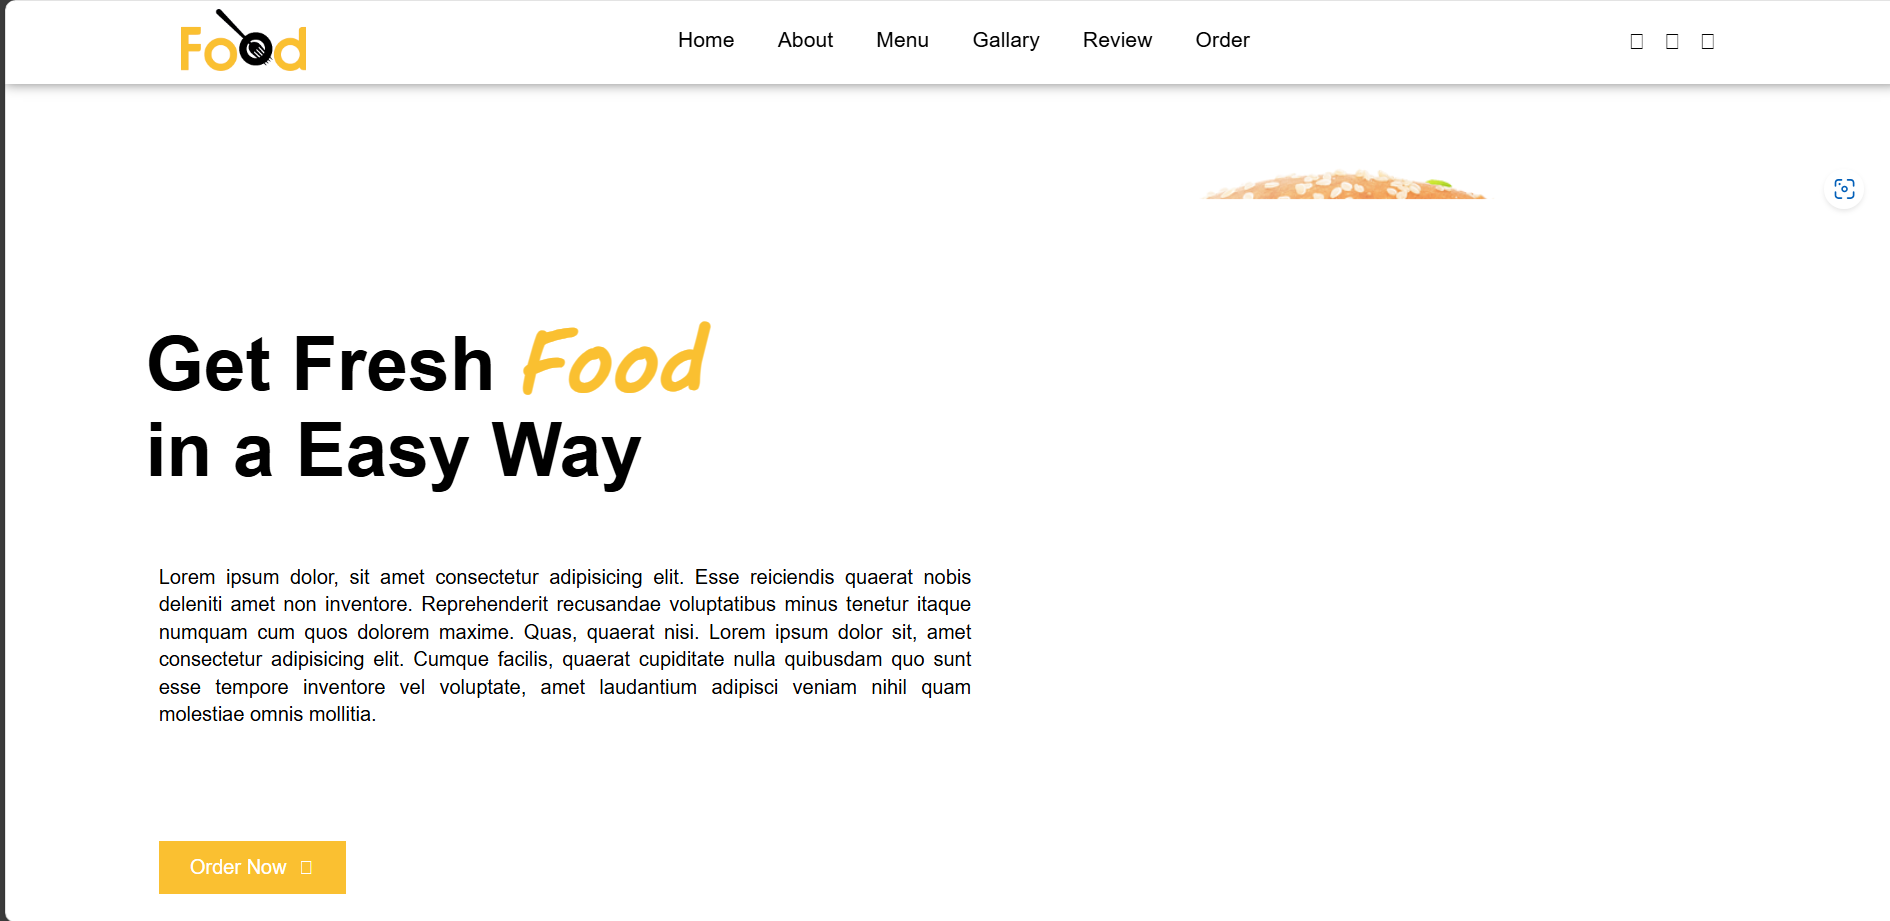 Food
Home About Menu Gallary Review Order
Get Fresh Food
in a Easy Way
Lorem ipsum dolor, sit amet consectetur adipisicing elit. Esse reiciendis quaerat nobis
deleniti amet non inventore. Reprehenderit recusandae voluptatibus minus tenetur itaque
numquam cum quos dolorem maxime. Quas, quaerat nisi. Lorem ipsum dolor sit, amet
consectetur adipisicing elit. Cumque facilis, quaerat cupiditate nulla quibusdam quo sunt
esse tempore inventore vel voluptate, amet laudantium adipisci veniam nihil quam
molestiae omnis mollitia.
Order Now